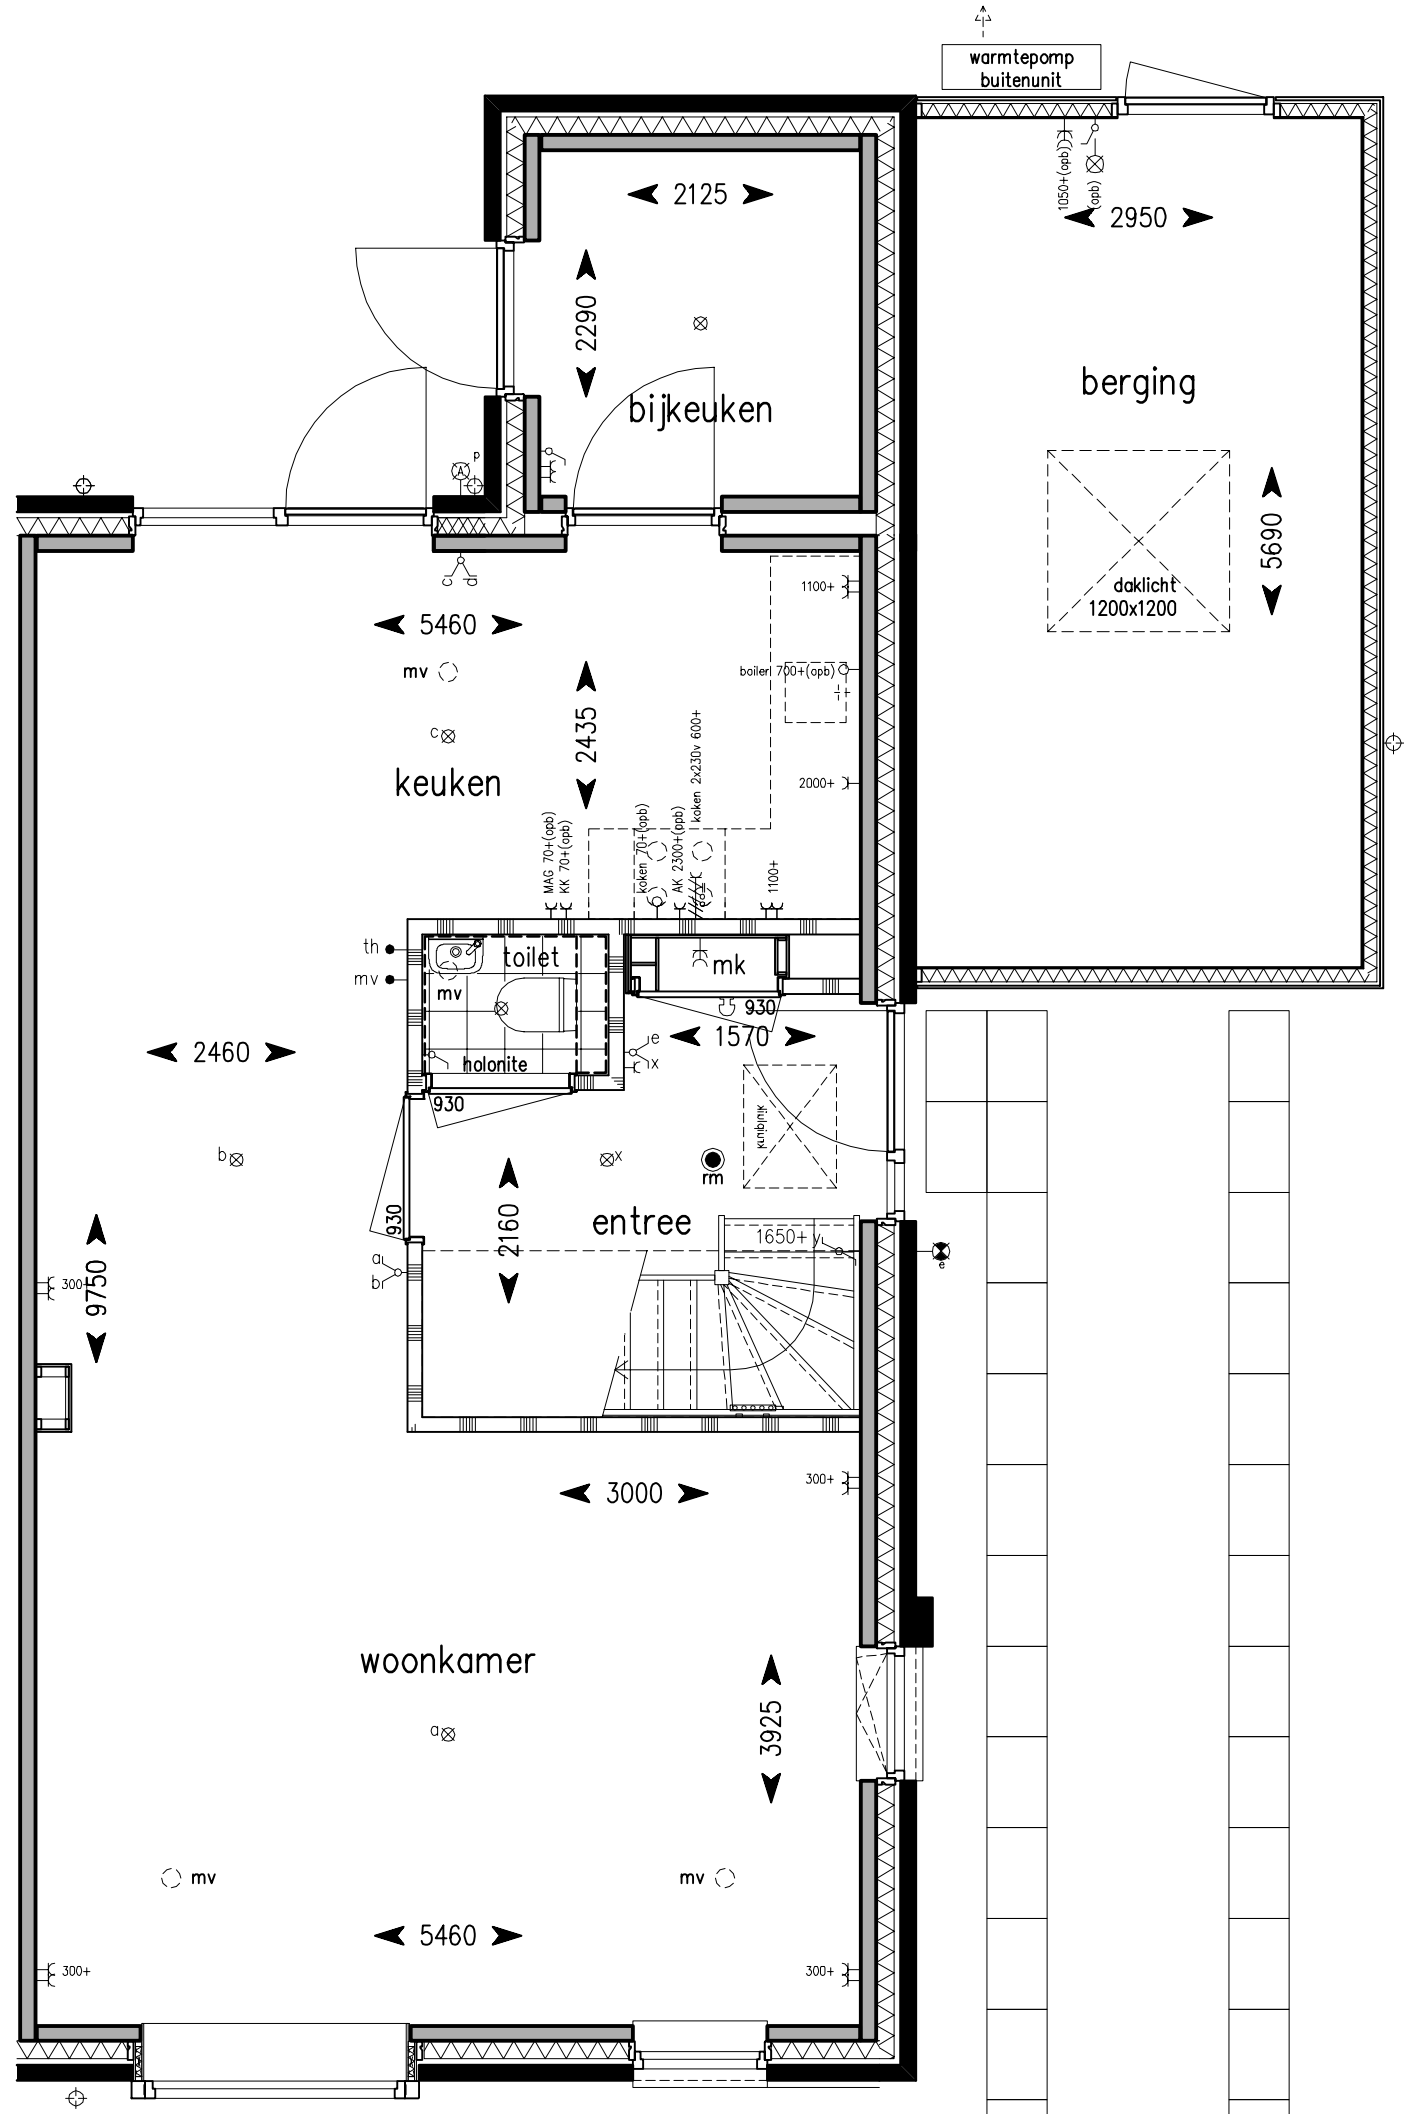 warmtepomp
buitenunit
1050+(opb)
(opb)
2125
2950
2290
berging
bijkeuken
p
A
5690
daklicht
1200x1200
c
d
1100+
5460
mv
boiler 700+(opb)
2435
c
koken 2x230v 600+
keuken
2000+
MAG 70+(opb)
KK 70+(opb)
koken 70+(opb)
AK 2300+(opb)
1100+
th
toilet
mk
mv
mv
930
1570
e
x
2460
holonite
930
kruipluik
b
x
rm
930
2160
entree
1650+ y
e
a
b
300+
9750
3000
300+
woonkamer
3925
a
mv
mv
5460
300+
300+